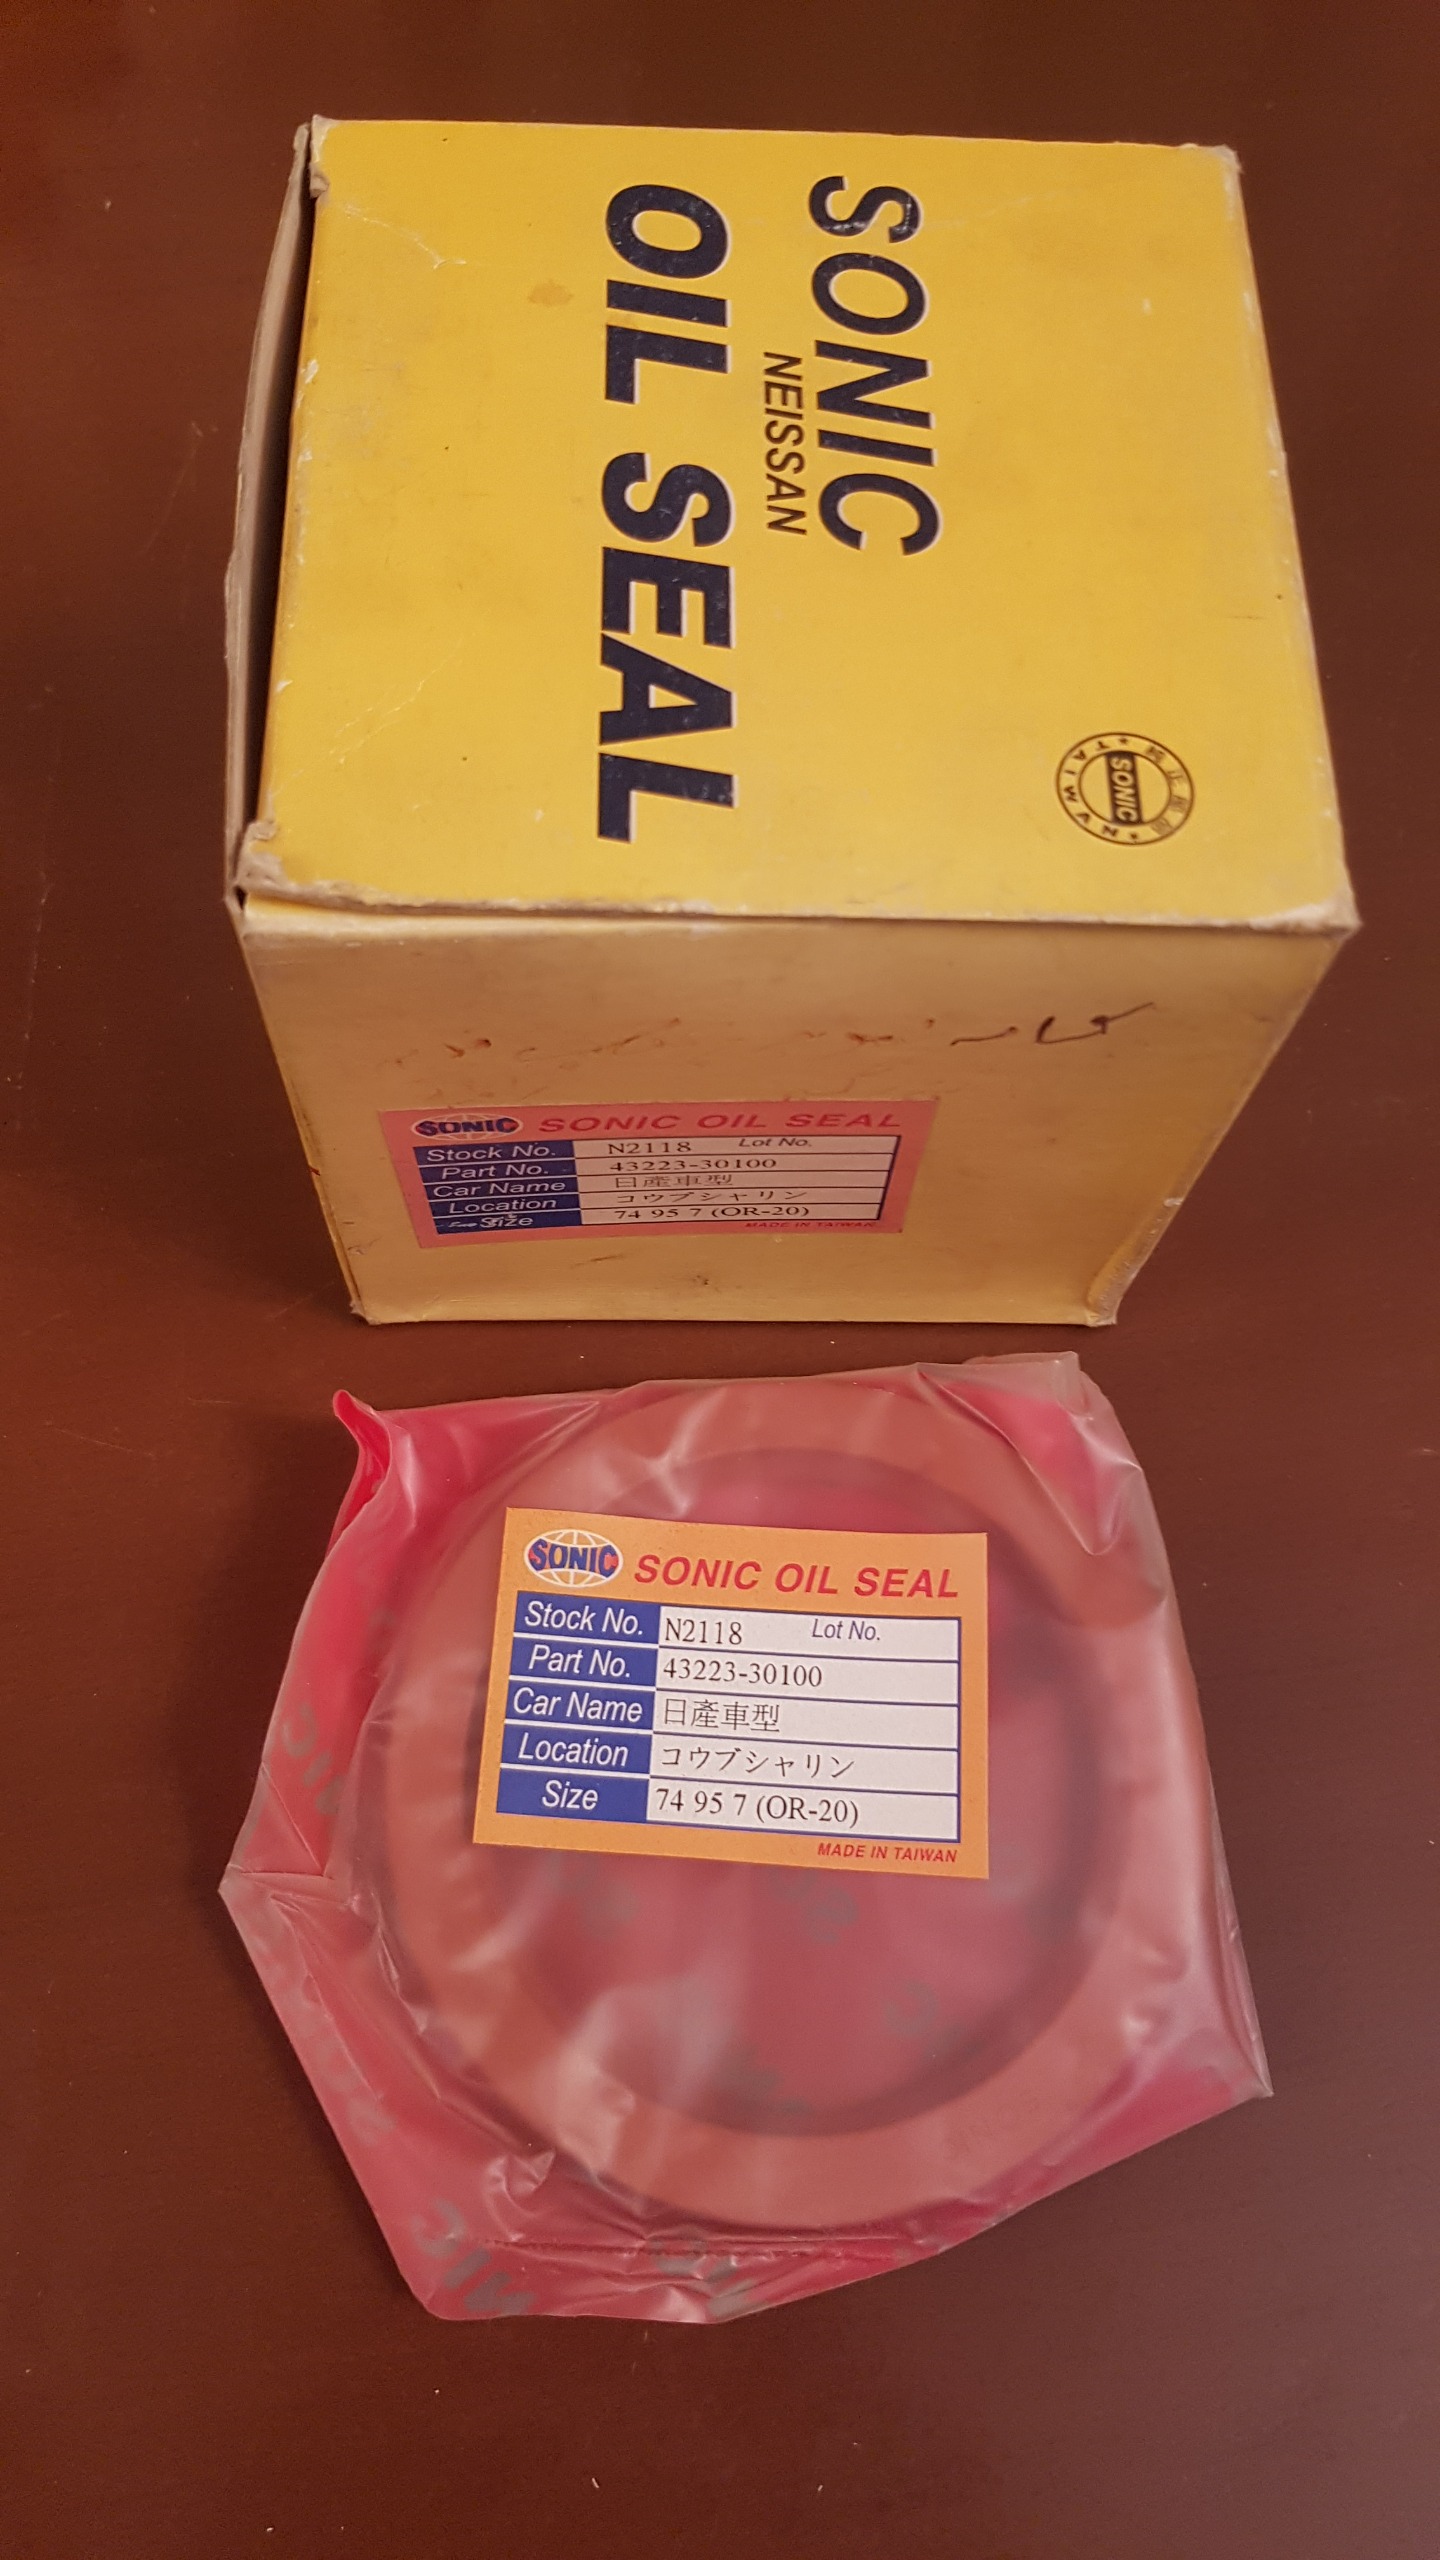 SONIC
NEISSAN
OIL SEAL
SONIC
TAIWAN
SONIC SONIC OIL SEAL
Stock No. N2118 Lot No.
Part No. 43223-30100
Car Name 日産車型
Location コウブシャリン
Size 74 95 7 (OR-20)
MADE IN TAIWAN
SONIC SONIC OIL SEAL
Stock No. N2118 Lot No.
Part No. 43223-30100
Car Name 日產車型
Location コウブシャリン
Size 74 95 7 (OR-20)
MADE IN TAIWAN